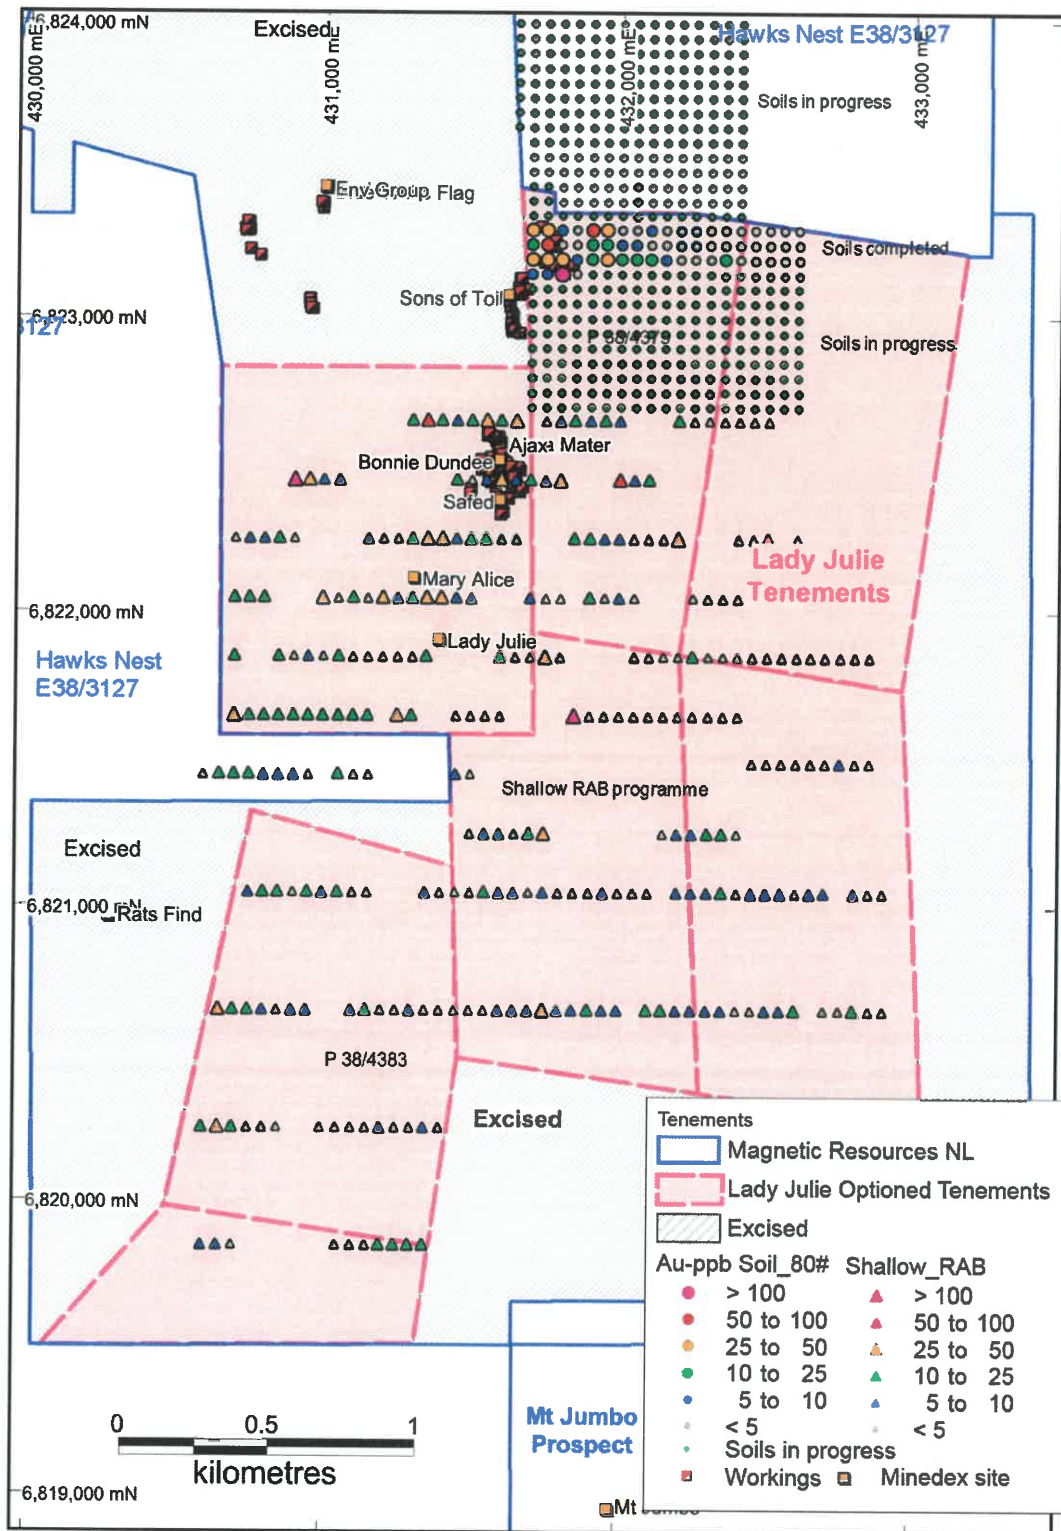 6,824,000 mN
430,000 mE
Excised
431,000 mE
432,000 mE
Hawks Nest E38/3127
433,000 mE
Soils in progress
Group Flag
Soils completed
Sons of Toil
6,823,000 mN
3127
P 38/4379
Soils in progress
Ajax
Mater
Bonnie Dundee
Safed
Lady Julie
Tenements
Mary Alice
6,822,000 mN
Lady Julie
Hawks Nest
E38/3127
Shallow RAB programme
Excised
6,821,000 mN
Rats Find
P 38/4383
Excised
Tenements
Magnetic Resources NL
Lady Julie Optioned Tenements
Excised
6,820,000 mN
Au-ppb Soil_80# Shallow_RAB
> 100 > 100
50 to 100 50 to 100
25 to 50 25 to 50
10 to 25 10 to 25
5 to 10 5 to 10
< 5 < 5
Soils in progress
Workings Minedex site
0 0.5 1
kilometres
Mt Jumbo
Prospect
6,819,000 mN
Mt Jumbo